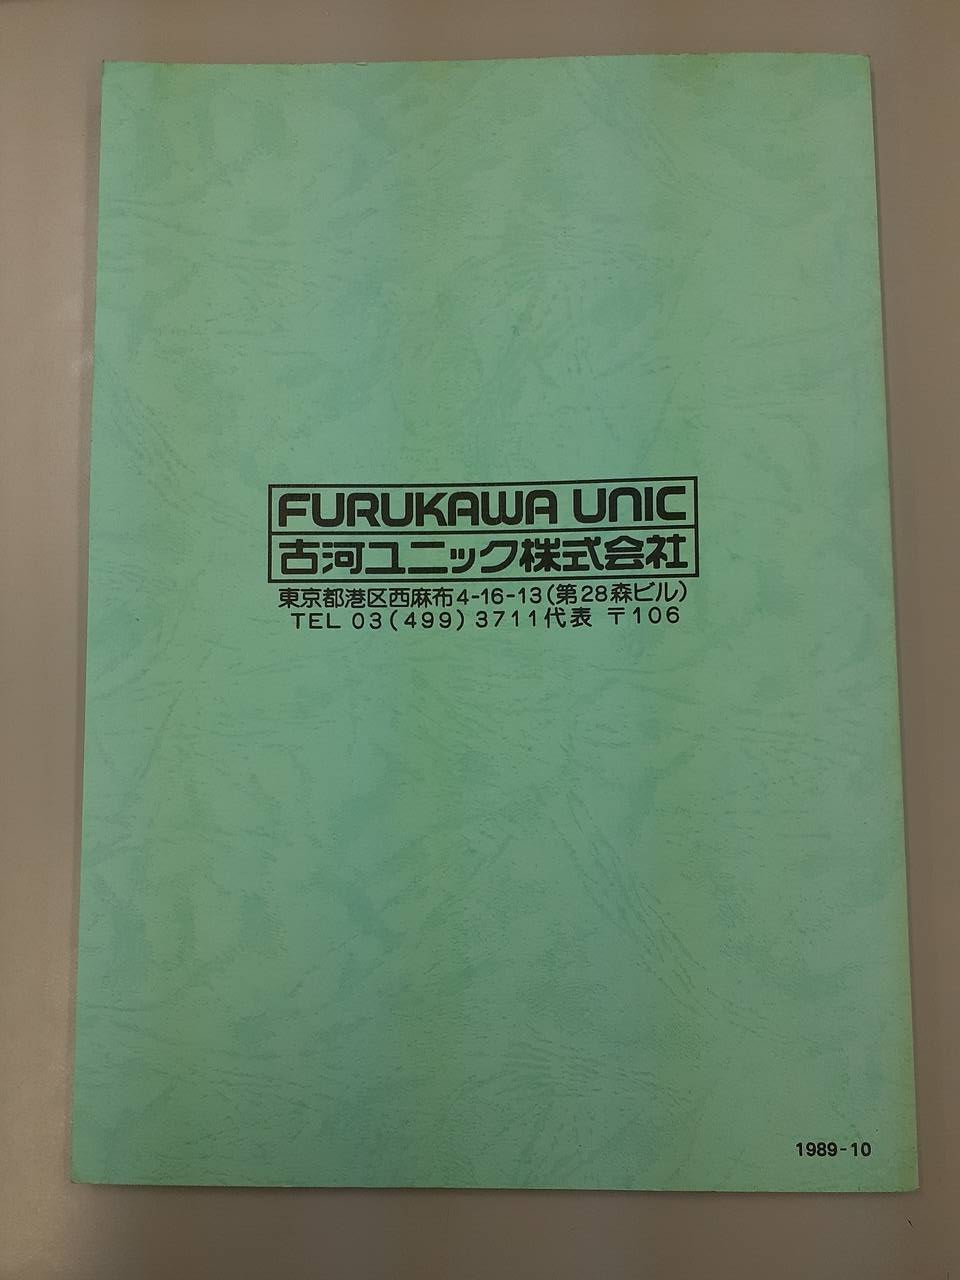 FURUKAWA UNIC
古河ユニック株式会社
東京都港区西麻布4-16-13(第28森ビル)
TEL 03(499)3711代表 〒106
1989-10